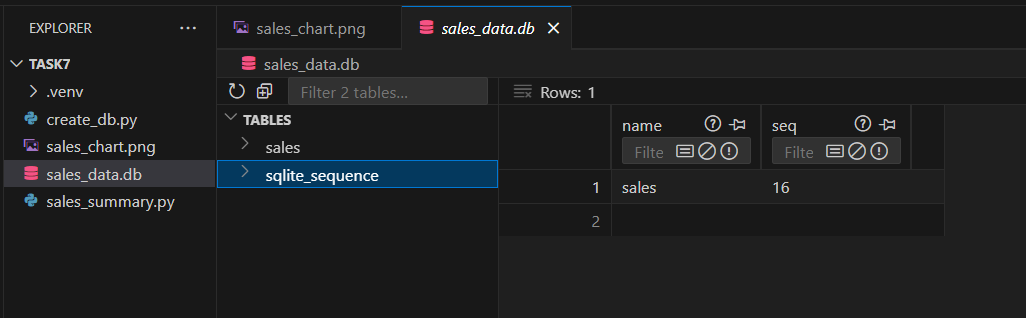 EXPLORER
TASK7
.venv
create_db.py
sales_chart.png
sales_data.db
sales_summary.py
sales_chart.png
sales_data.db
sales_data.db
Filter 2 tables...
TABLES
sales
sqlite_sequence
Rows: 1
name seq
Filte Filte
1 sales 16
2